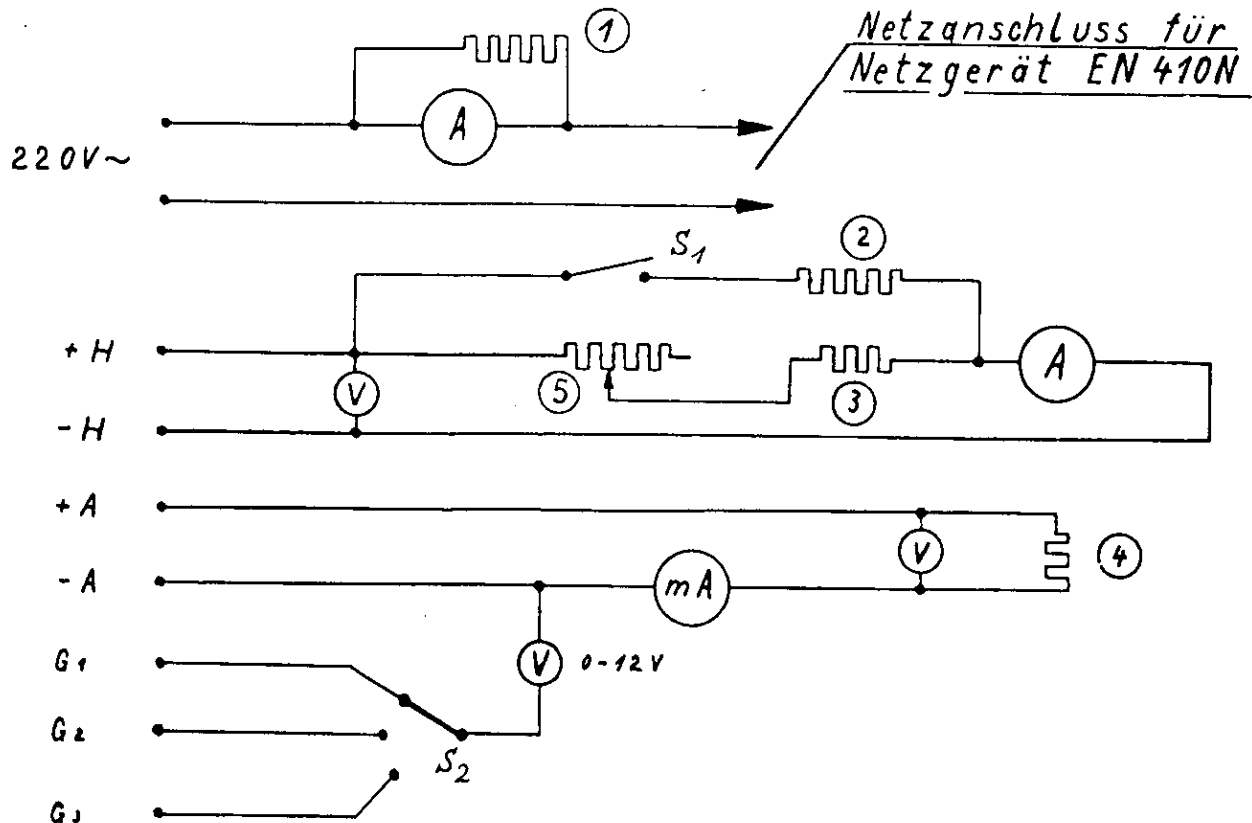 1
Netzanschluss für
Netzgerät EN 410N
A
220V~
S1
2
+ H
V
5
3
A
- H
+ A
V
4
- A
mA
G1
V 0-12V
G2
S2
G3